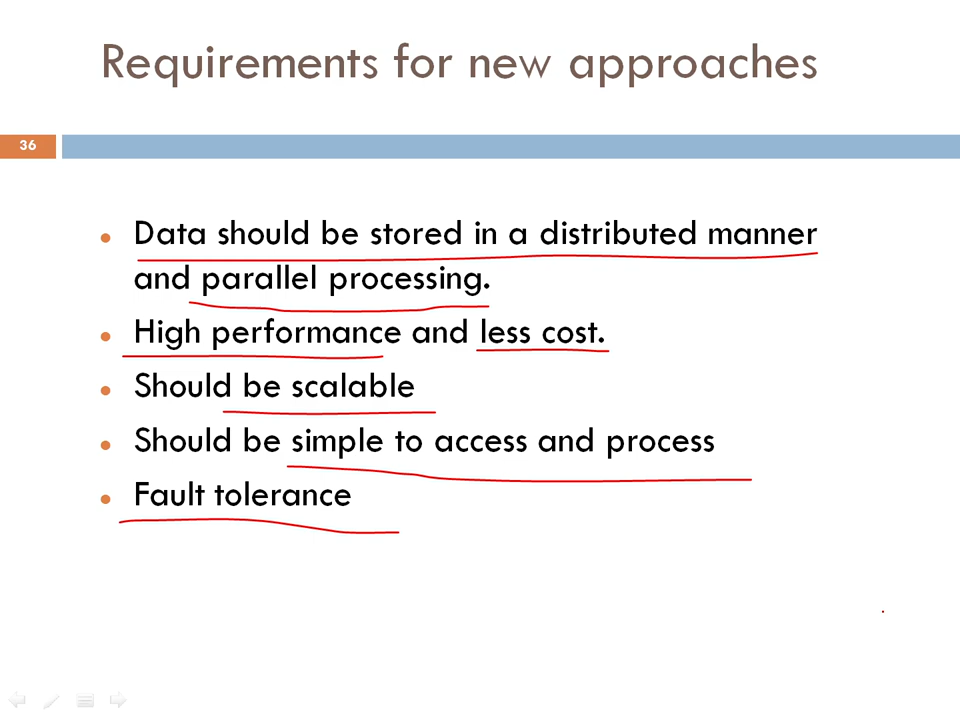 Requirements for new approaches
36
Data should be stored in a distributed manner
and parallel processing.
High performance and less cost.
Should be scalable
Should be simple to access and process
Fault tolerance